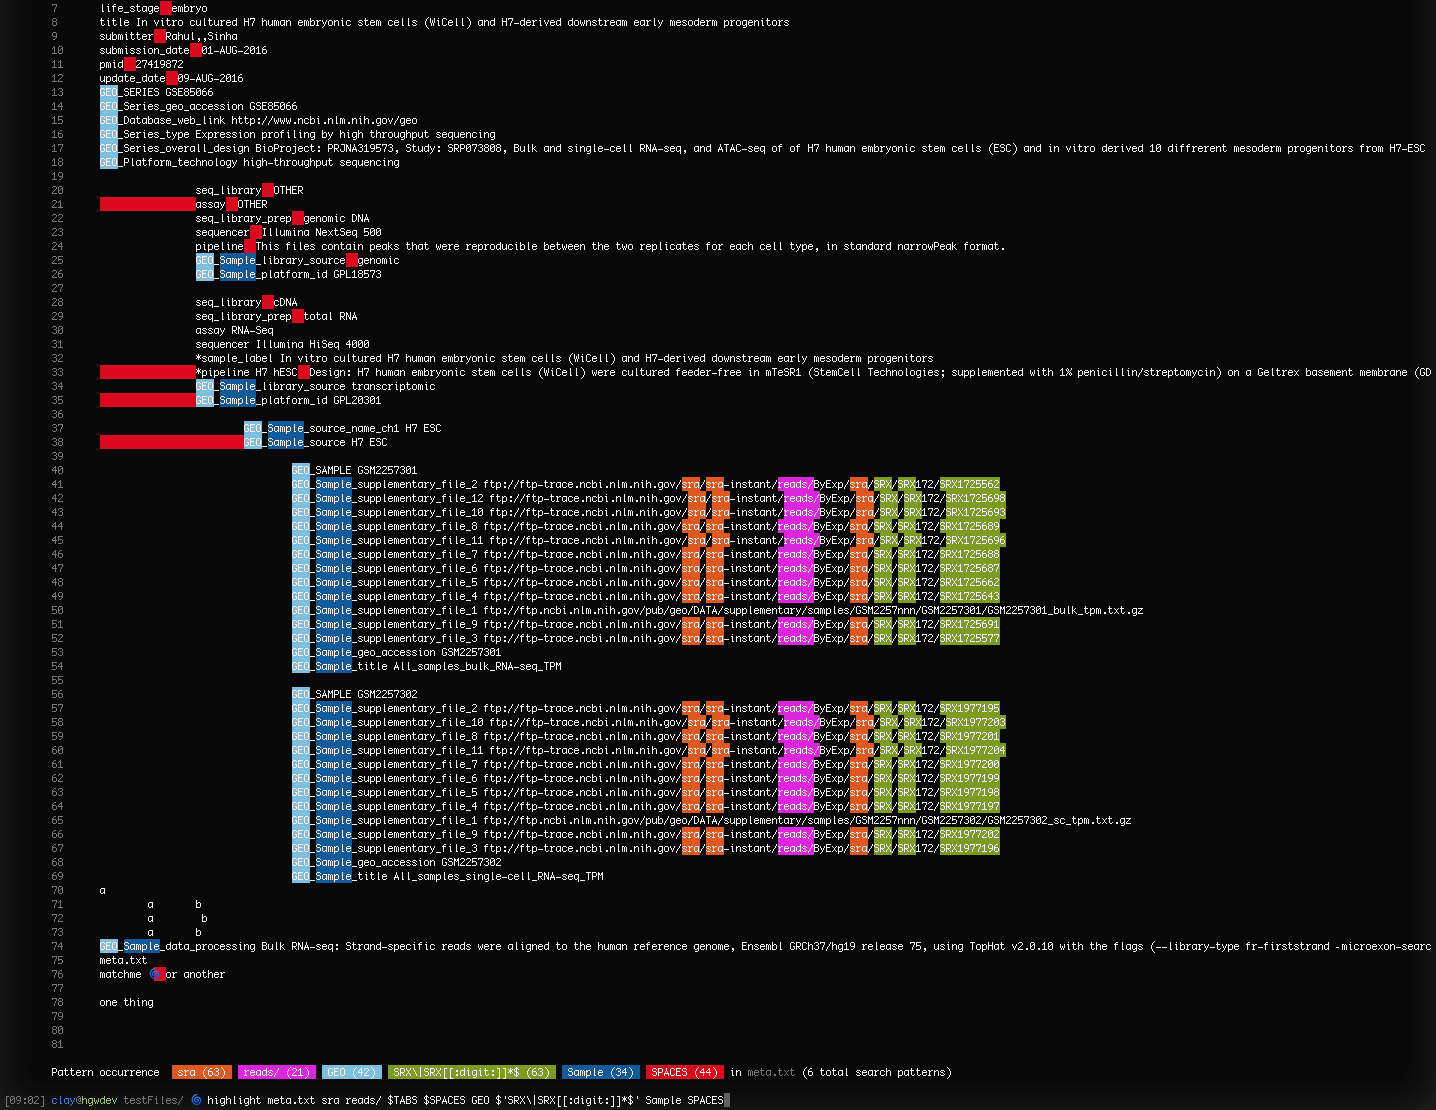 7 life_stage embryo
8 title In vitro cultured H7 human embryonic stem cells (WiCell) and H7-derived downstream early mesoderm progenitors
9 submitter Rahul,,Sinha
10 submission_date 01-AUG-2016
11 pmid 27419872
12 update_date 09-AUG-2016
13 GEO_SERIES GSE85066
14 GEO_Series_geo_accession GSE85066
15 GEO_Database_web_link http://www.ncbi.nlm.nih.gov/geo
16 GEO_Series_type Expression profiling by high throughput sequencing
17 GEO_Series_overall_design BioProject: PRJNA319573, Study: SRP073808, Bulk and single-cell RNA-seq, and ATAC-seq of of H7 human embryonic stem cells (ESC) and in vitro derived 10 diffrerent mesoderm progenitors from H7-ESC
18 GEO_Platform_technology high-throughput sequencing
19
20 seq_library OTHER
21 assay OTHER
22 seq_library_prep genomic DNA
23 sequencer Illumina NextSeq 500
24 pipeline This files contain peaks that were reproducible between the two replicates for each cell type, in standard narrowPeak format.
25 GEO_Sample_library_source genomic
26 GEO_Sample_platform_id GPL18573
27
28 seq_library cDNA
29 seq_library_prep total RNA
30 assay RNA-Seq
31 sequencer Illumina HiSeq 4000
32 *sample_label In vitro cultured H7 human embryonic stem cells (WiCell) and H7-derived downstream early mesoderm progenitors
33 *pipeline H7 hESC Design: H7 human embryonic stem cells (WiCell) were cultured feeder-free in mTeSR1 (StemCell Technologies; supplemented with 1% penicillin/streptomycin) on a Geltrex basement membrane (GD
34 GEO_Sample_library_source transcriptomic
35 GEO_Sample_platform_id GPL20301
36
37 GEO_Sample_source_name_ch1 H7 ESC
38 GEO_Sample_source H7 ESC
39
40 GEO_SAMPLE GSM2257301
41 GEO_Sample_supplementary_file_2 ftp://ftp-trace.ncbi.nlm.nih.gov/sra/sra-instant/reads/ByExp/sra/SRX/SRX172/SRX1725562
42 GEO_Sample_supplementary_file_12 ftp://ftp-trace.ncbi.nlm.nih.gov/sra/sra-instant/reads/ByExp/sra/SRX/SRX172/SRX1725698
43 GEO_Sample_supplementary_file_10 ftp://ftp-trace.ncbi.nlm.nih.gov/sra/sra-instant/reads/ByExp/sra/SRX/SRX172/SRX1725693
44 GEO_Sample_supplementary_file_8 ftp://ftp-trace.ncbi.nlm.nih.gov/sra/sra-instant/reads/ByExp/sra/SRX/SRX172/SRX1725689
45 GEO_Sample_supplementary_file_11 ftp://ftp-trace.ncbi.nlm.nih.gov/sra/sra-instant/reads/ByExp/sra/SRX/SRX172/SRX1725696
46 GEO_Sample_supplementary_file_7 ftp://ftp-trace.ncbi.nlm.nih.gov/sra/sra-instant/reads/ByExp/sra/SRX/SRX172/SRX1725688
47 GEO_Sample_supplementary_file_6 ftp://ftp-trace.ncbi.nlm.nih.gov/sra/sra-instant/reads/ByExp/sra/SRX/SRX172/SRX1725687
48 GEO_Sample_supplementary_file_5 ftp://ftp-trace.ncbi.nlm.nih.gov/sra/sra-instant/reads/ByExp/sra/SRX/SRX172/SRX1725662
49 GEO_Sample_supplementary_file_4 ftp://ftp-trace.ncbi.nlm.nih.gov/sra/sra-instant/reads/ByExp/sra/SRX/SRX172/SRX1725643
50 GEO_Sample_supplementary_file_1 ftp://ftp.ncbi.nlm.nih.gov/pub/geo/DATA/supplementary/samples/GSM2257nnn/GSM2257301/GSM2257301_bulk_tpm.txt.gz
51 GEO_Sample_supplementary_file_9 ftp://ftp-trace.ncbi.nlm.nih.gov/sra/sra-instant/reads/ByExp/sra/SRX/SRX172/SRX1725691
52 GEO_Sample_supplementary_file_3 ftp://ftp-trace.ncbi.nlm.nih.gov/sra/sra-instant/reads/ByExp/sra/SRX/SRX172/SRX1725577
53 GEO_Sample_geo_accession GSM2257301
54 GEO_Sample_title All_samples_bulk_RNA-seq_TPM
55
56 GEO_SAMPLE GSM2257302
57 GEO_Sample_supplementary_file_2 ftp://ftp-trace.ncbi.nlm.nih.gov/sra/sra-instant/reads/ByExp/sra/SRX/SRX172/SRX1977195
58 GEO_Sample_supplementary_file_10 ftp://ftp-trace.ncbi.nlm.nih.gov/sra/sra-instant/reads/ByExp/sra/SRX/SRX172/SRX1977203
59 GEO_Sample_supplementary_file_8 ftp://ftp-trace.ncbi.nlm.nih.gov/sra/sra-instant/reads/ByExp/sra/SRX/SRX172/SRX1977201
60 GEO_Sample_supplementary_file_11 ftp://ftp-trace.ncbi.nlm.nih.gov/sra/sra-instant/reads/ByExp/sra/SRX/SRX172/SRX1977204
61 GEO_Sample_supplementary_file_7 ftp://ftp-trace.ncbi.nlm.nih.gov/sra/sra-instant/reads/ByExp/sra/SRX/SRX172/SRX1977200
62 GEO_Sample_supplementary_file_6 ftp://ftp-trace.ncbi.nlm.nih.gov/sra/sra-instant/reads/ByExp/sra/SRX/SRX172/SRX1977199
63 GEO_Sample_supplementary_file_5 ftp://ftp-trace.ncbi.nlm.nih.gov/sra/sra-instant/reads/ByExp/sra/SRX/SRX172/SRX1977198
64 GEO_Sample_supplementary_file_4 ftp://ftp-trace.ncbi.nlm.nih.gov/sra/sra-instant/reads/ByExp/sra/SRX/SRX172/SRX1977197
65 GEO_Sample_supplementary_file_1 ftp://ftp.ncbi.nlm.nih.gov/pub/geo/DATA/supplementary/samples/GSM2257nnn/GSM2257302/GSM2257302_sc_tpm.txt.gz
66 GEO_Sample_supplementary_file_9 ftp://ftp-trace.ncbi.nlm.nih.gov/sra/sra-instant/reads/ByExp/sra/SRX/SRX172/SRX1977202
67 GEO_Sample_supplementary_file_3 ftp://ftp-trace.ncbi.nlm.nih.gov/sra/sra-instant/reads/ByExp/sra/SRX/SRX172/SRX1977196
68 GEO_Sample_geo_accession GSM2257302
69 GEO_Sample_title All_samples_single-cell_RNA-seq_TPM
70 a
71 a b
72 a b
73 a b
74 GEO_Sample_data_processing Bulk RNA-seq: Strand-specific reads were aligned to the human reference genome, Ensembl GRCh37/hg19 release 75, using TopHat v2.0.10 with the flags (--library-type fr-firststrand -microexon-searc
75 meta.txt
76 matchme 🌀 or another
77
78 one thing
79
80
81
Pattern occurrence sra (63) reads/ (21) GEO (42) SRX\|SRX[[:digit:]]*$ (63) Sample (34) SPACES (44) in meta.txt (6 total search patterns)
[09:02] clay@hgwdev testFiles/ 🌀 highlight meta.txt sra reads/ $TABS $SPACES GEO $'SRX\|SRX[[:digit:]]*$' Sample SPACES